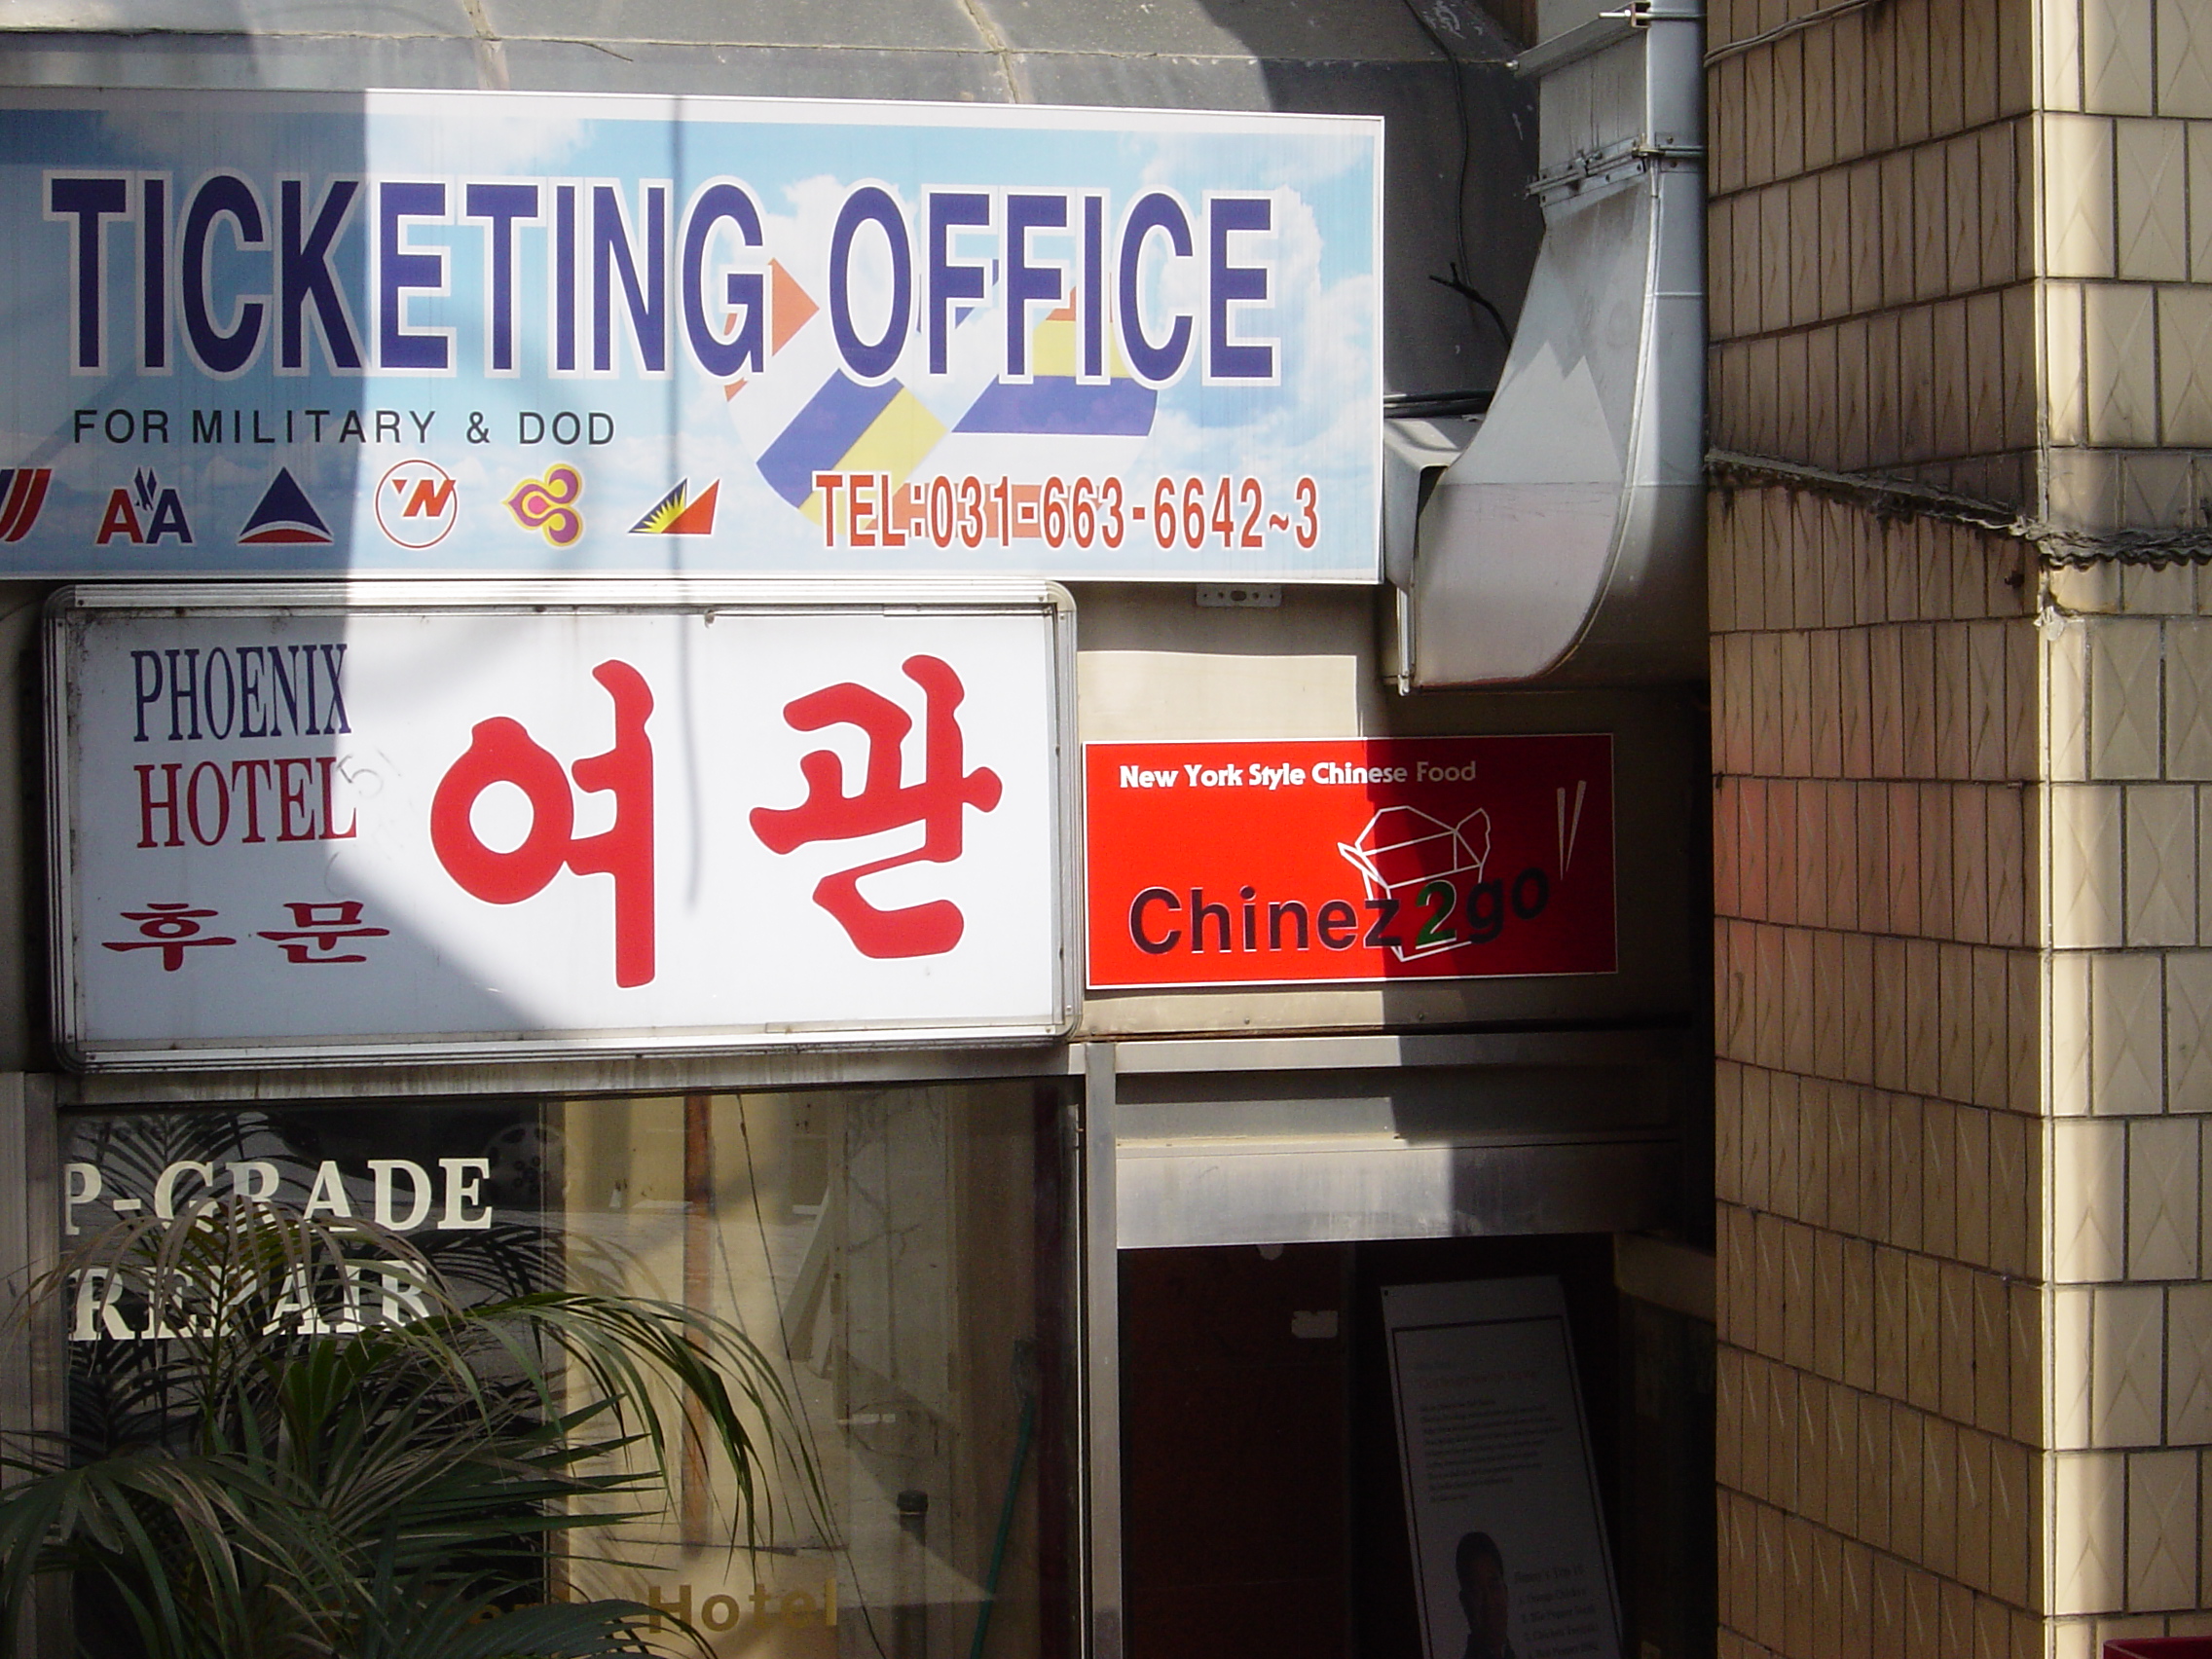 TICKETING OFFICE
FOR MILITARY & DOD
AA
TEL:031-663-6642~3
PHOENIX
HOTEL
후문
여관
New York Style Chinese Food
Chinez2go
P-GRADE
REPAIR
Hotel